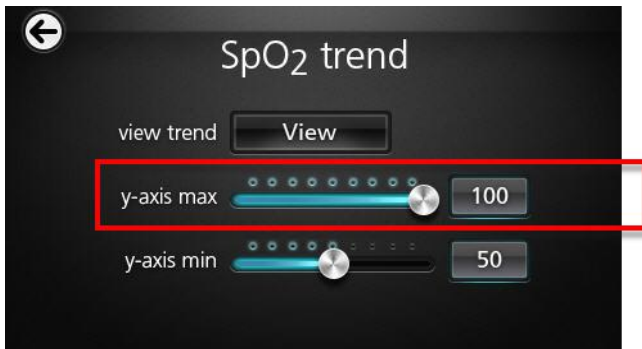 SpO2 trend
view trend View
y-axis max 100
y-axis min 50